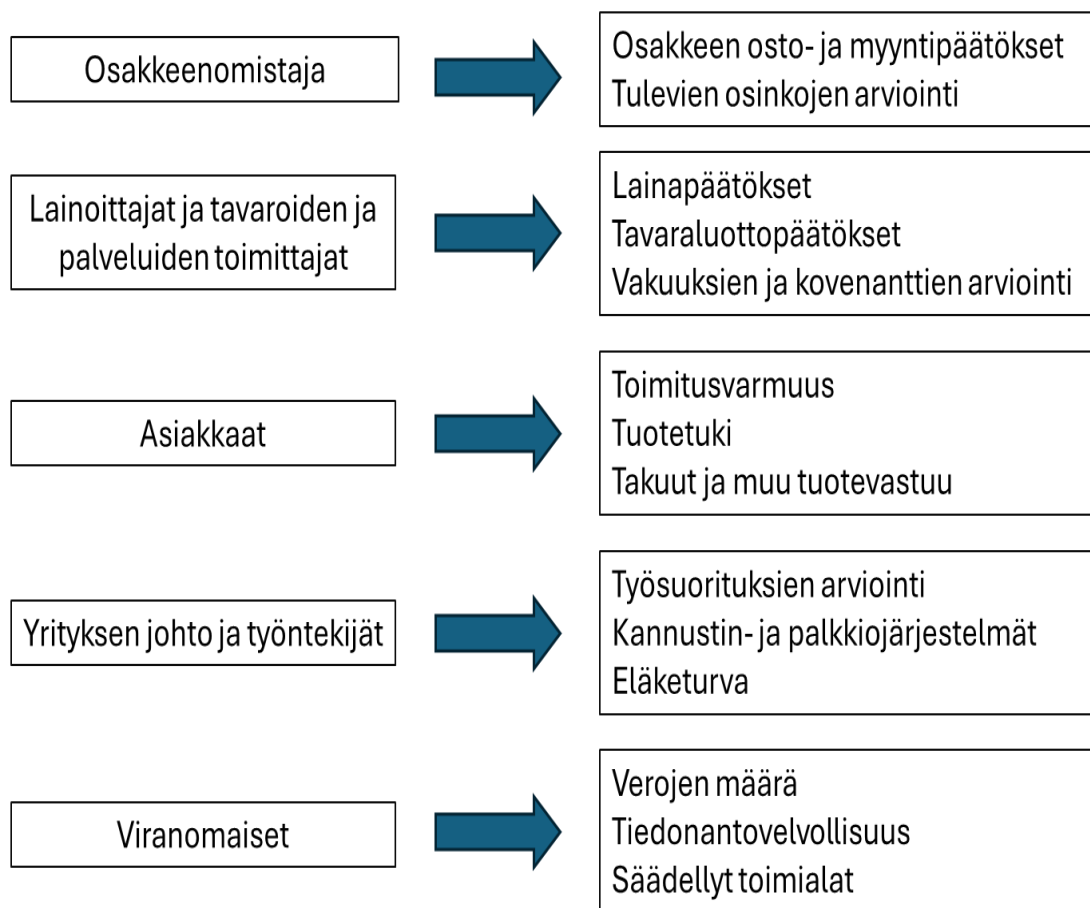 Osakkeenomistaja
Osakkeen osto- ja myyntipäätökset
Tulevien osinkojen arviointi
Lainoittajat ja tavaroiden ja
palveluiden toimittajat
Lainapäätökset
Tavaraluottopäätökset
Vakuuksien ja kovenanttien arviointi
Asiakkaat
Toimitusvarmuus
Tuotetuki
Takuut ja muu tuotevastuu
Yrityksen johto ja työntekijät
Työsuorituksien arviointi
Kannustin- ja palkkiojärjestelmät
Eläketurva
Viranomaiset
Verojen määrä
Tiedonantovelvollisuus
Säädellyt toimialat